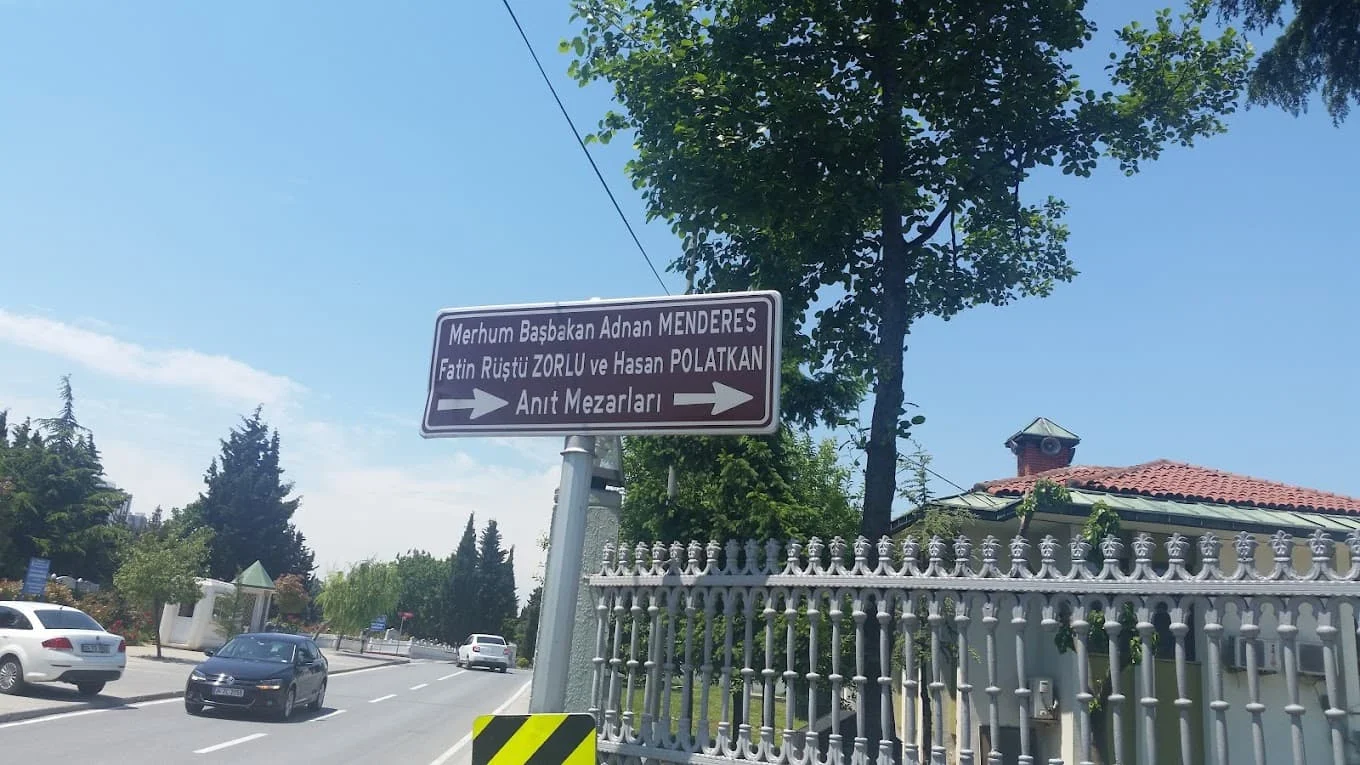 Merhum Başbakan Adnan MENDERES
Fatin Rüştü ZORLU ve Hasan POLATKAN
Anıt Mezarları